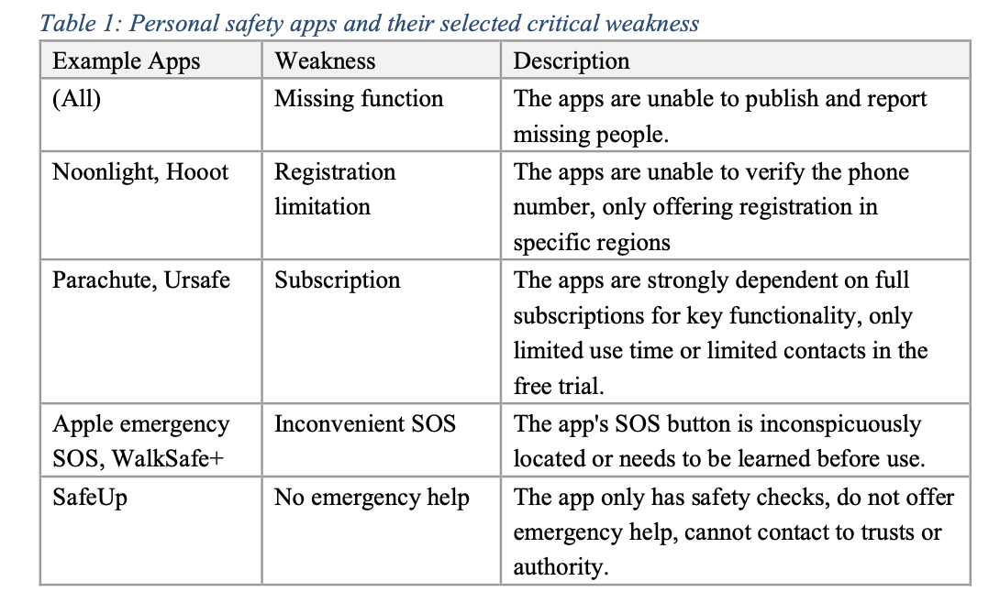 Table 1: Personal safety apps and their selected critical weakness
Example Apps Weakness Description
(All) Missing function The apps are unable to publish and report
missing people.
Noonlight, Hooot Registration The apps are unable to verify the phone
limitation number, only offering registration in
specific regions
Parachute, Ursafe Subscription The apps are strongly dependent on full
subscriptions for key functionality, only
limited use time or limited contacts in the
free trial.
Apple emergency Inconvenient SOS The app's SOS button is inconspicuously
SOS, WalkSafe+ located or needs to be learned before use.
SafeUp No emergency help The app only has safety checks, do not offer
emergency help, cannot contact to trusts or
authority.